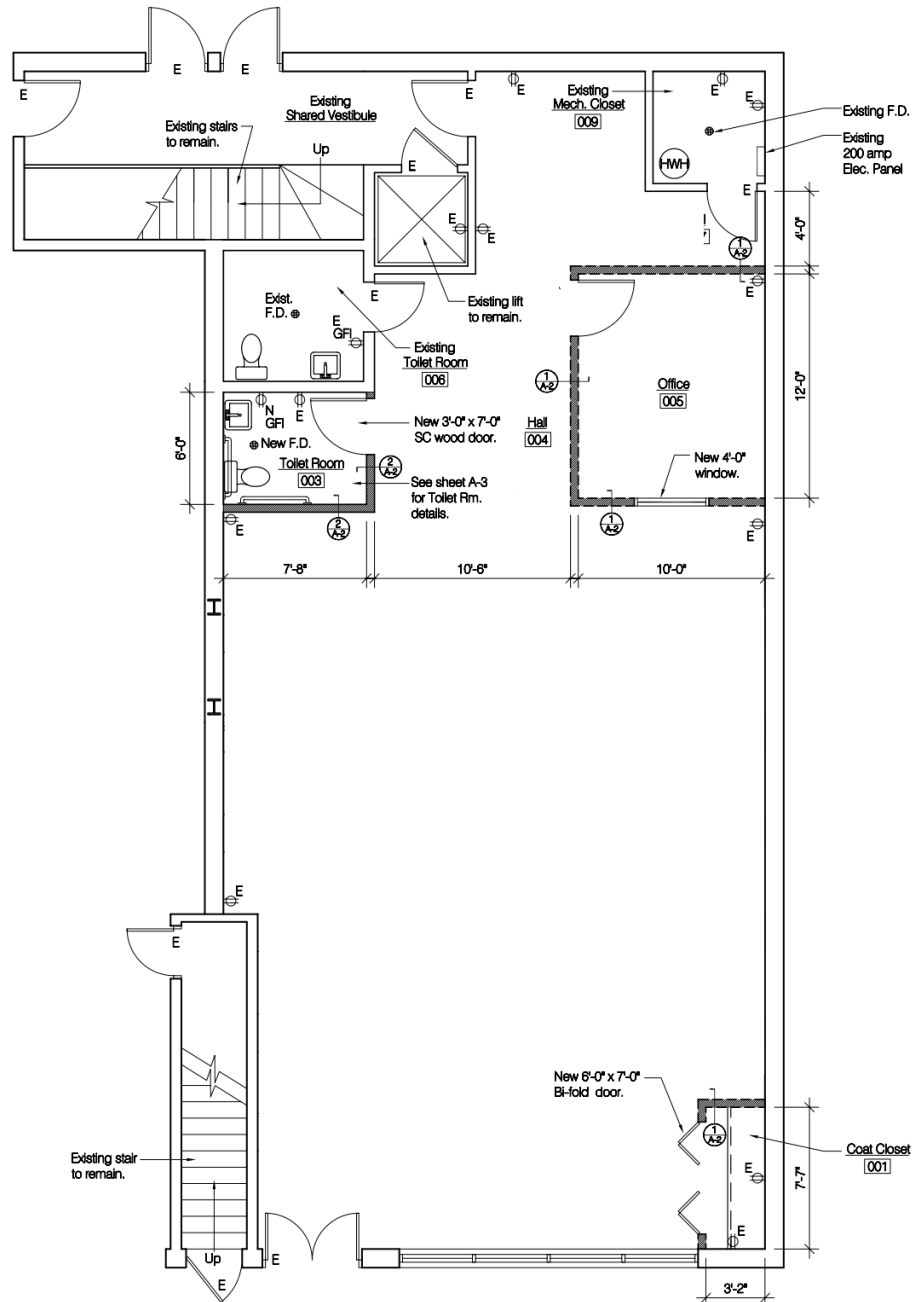 E
E
E
E
E
E
E
Existing
Shared Vestibule
Existing stairs
to remain.
Up
Existing
Mech. Closet
009
Existing F.D.
Existing
200 amp
Elec. Panel
HWH
E
E
E
E
1
A-2
4'-0"
E
E
Exist.
F.D.
E
GFI
Existing lift
to remain.
Existing
Toilet Room
006
1
A-2
Office
005
12'-0"
6'-0"
N
GFI
E
New F.D.
Toilet Room
003
New 3'-0" x 7'-0"
SC wood door.
Hall
004
2
A-2
See sheet A-3
for Toilet Rm.
details.
New 4'-0"
window.
E
2
A-2
1
A-2
E
7'-8"
10'-6"
10'-0"
E
E
New 6'-0" x 7'-0"
Bi-fold door.
1
A-2
Coat Closet
001
7'-7"
E
E
Existing stair
to remain.
Up
E
E
3'-2"